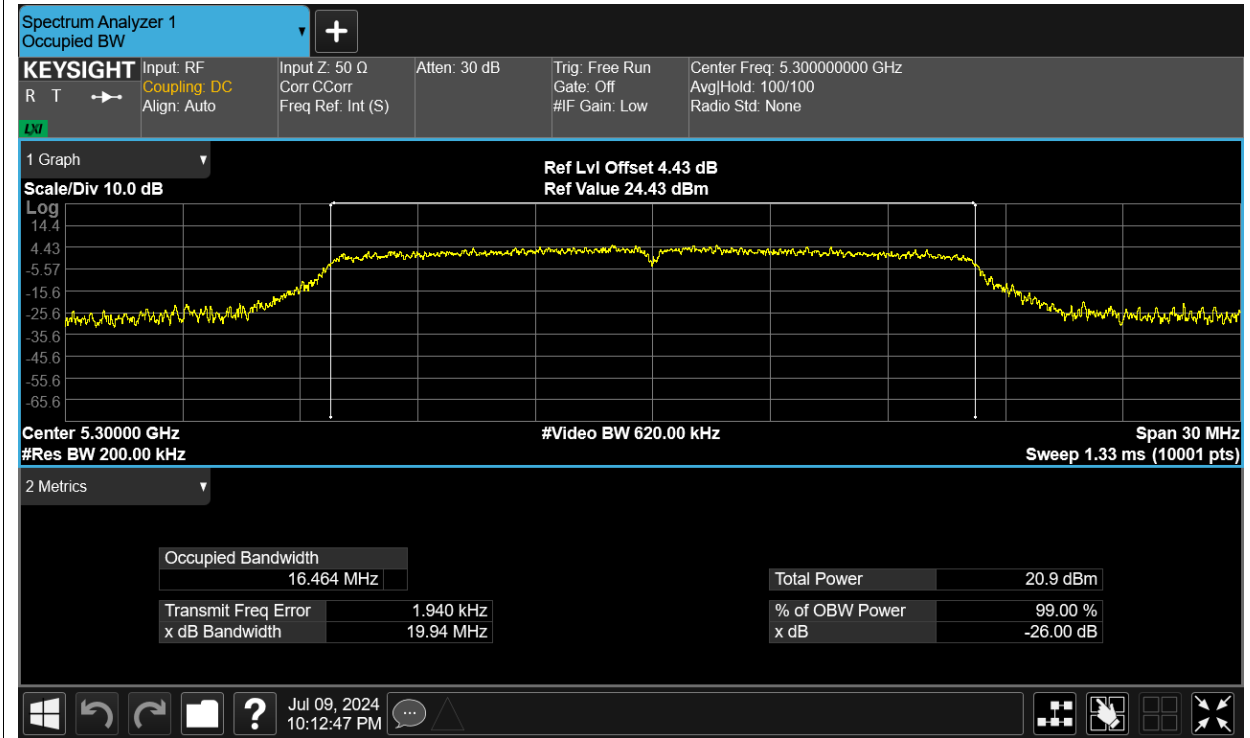 Spectrum Analyzer 1
Occupied BW
KEYSIGHT
R T
LXI
Input: RF
Coupling: DC
Align: Auto
Input Z: 50 Ω
Corr CCorr
Freq Ref: Int (S)
Atten: 30 dB
Trig: Free Run
Gate: Off
#IF Gain: Low
Center Freq: 5.300000000 GHz
Avg|Hold: 100/100
Radio Std: None
1 Graph
Scale/Div 10.0 dB
Ref Lvl Offset 4.43 dB
Ref Value 24.43 dBm
Log
14.4
4.43
-5.57
-15.6
-25.6
-35.6
-45.6
-55.6
-65.6
Center 5.30000 GHz
#Video BW 620.00 kHz
Span 30 MHz
#Res BW 200.00 kHz
Sweep 1.33 ms (10001 pts)
2 Metrics
Occupied Bandwidth
16.464 MHz
Total Power 20.9 dBm
Transmit Freq Error 1.940 kHz
% of OBW Power 99.00 %
x dB Bandwidth 19.94 MHz
x dB -26.00 dB
?
Jul 09, 2024
10:12:47 PM